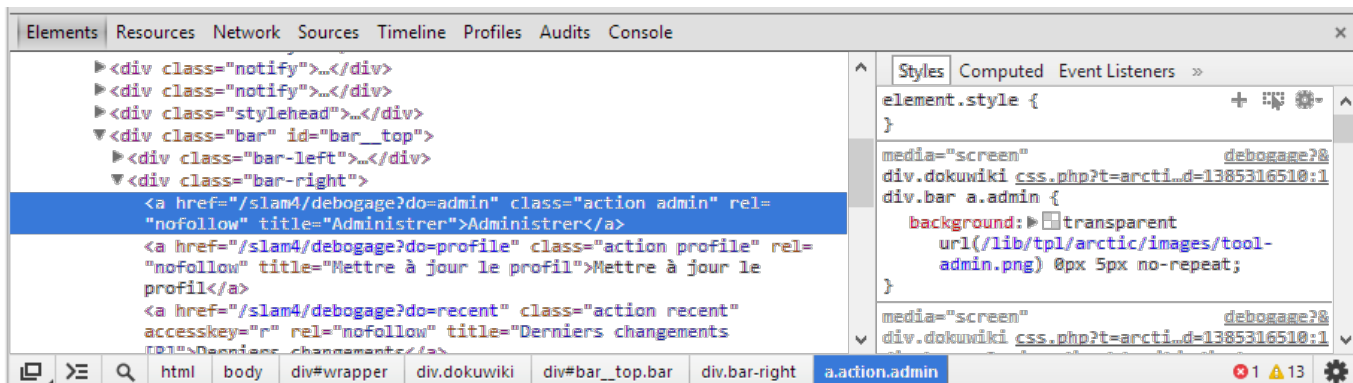 Elements Resources Network Sources Timeline Profiles Audits Console ×
▶<div class="notify">…</div>
▶<div class="notify">…</div>
▶<div class="stylehead">…</div>
▼<div class="bar" id="bar__top">
▶<div class="bar-left">…</div>
▼<div class="bar-right">
<a href="/slam4/debogage?do=admin" class="action admin" rel=
"nofollow" title="Administrer">Administrer</a>
<a href="/slam4/debogage?do=profile" class="action profile" rel=
"nofollow" title="Mettre à jour le profil">Mettre à jour le
profil</a>
<a href="/slam4/debogage?do=recent" class="action recent"
accesskey="r" rel="nofollow" title="Derniers changements
[R]">Derniers changements</a>
Styles Computed Event Listeners »
element.style {
}
media="screen" debogage?&
div.dokuwiki css.php?t=arcti…d=1385316510:1
div.bar a.admin {
background:▶transparent
url(/lib/tpl/arctic/images/tool-
admin.png) 0px 5px no-repeat;
}
media="screen" debogage?&
div.dokuwiki css.php?t=arcti…d=1385316510:1
html body div#wrapper div.dokuwiki div#bar__top.bar div.bar-right a.action.admin 1 13